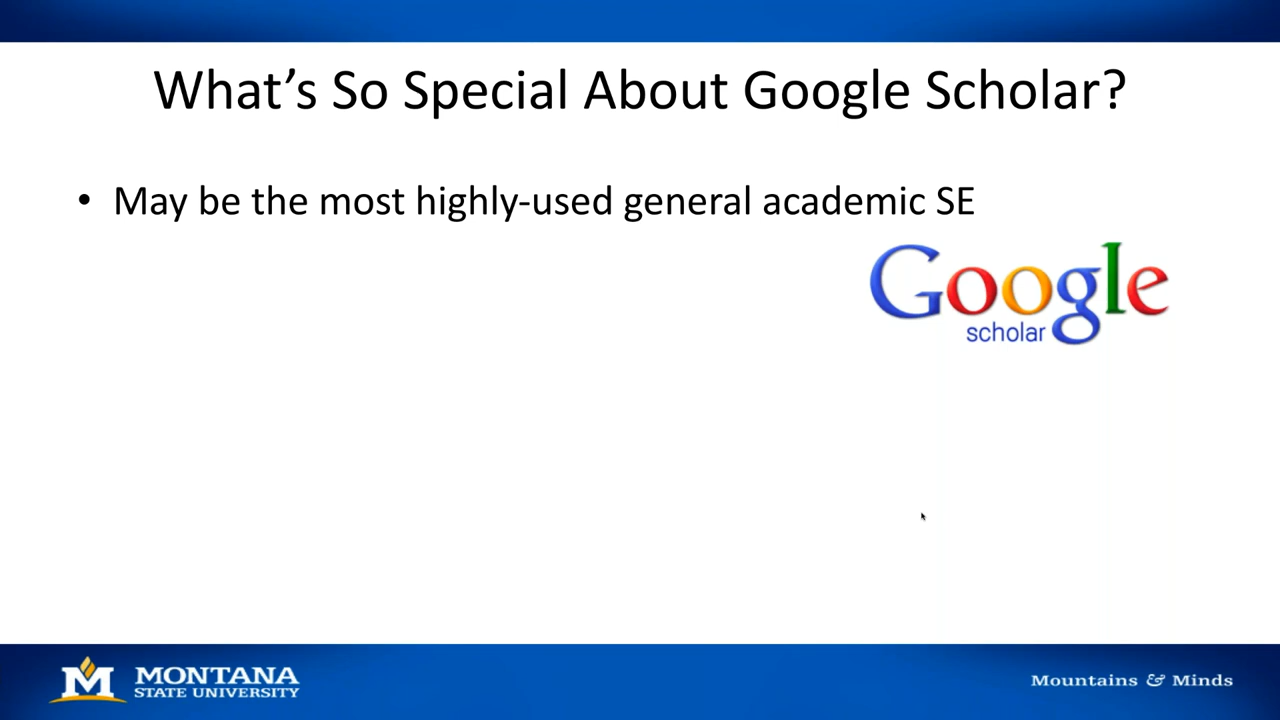 What's So Special About Google Scholar?
• May be the most highly-used general academic SE
Google
scholar
M MONTANA
STATE UNIVERSITY
Mountains & Minds